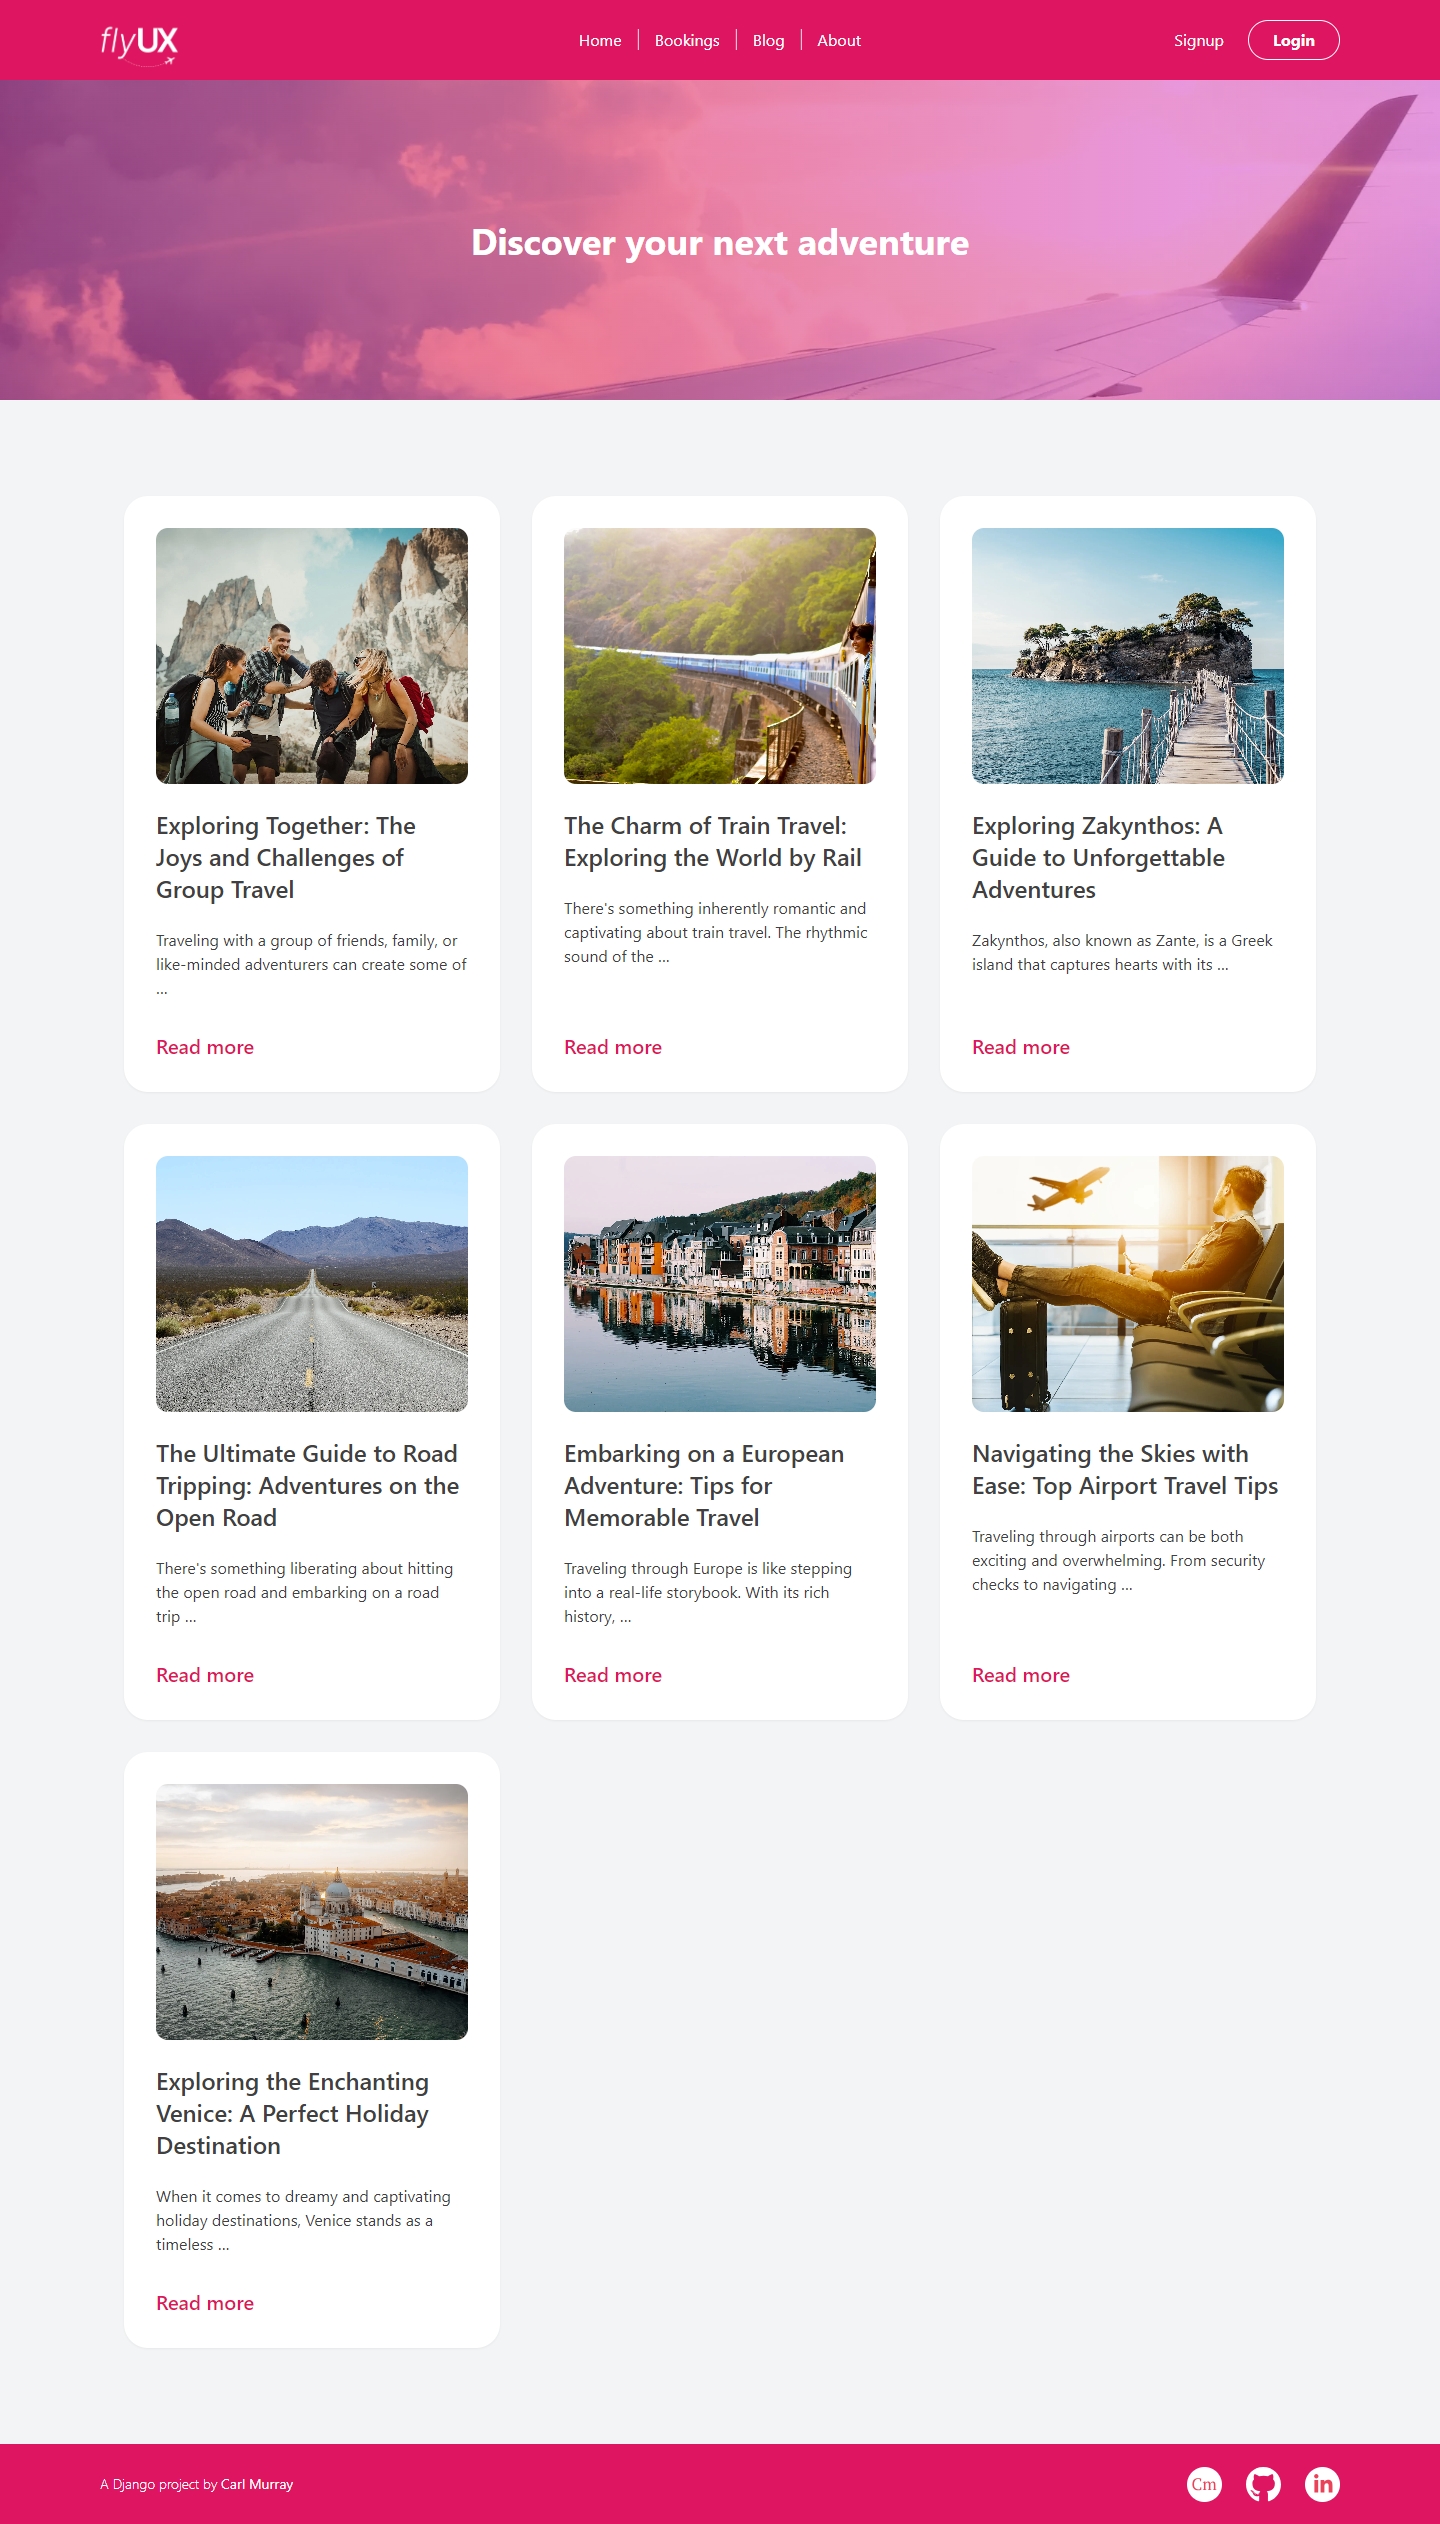 flyUX
Home
Bookings
Blog
About
Signup
Login
Discover your next adventure
Exploring Together: The
Joys and Challenges of
Group Travel
Traveling with a group of friends, family, or
like-minded adventurers can create some of
...
Read more
The Charm of Train Travel:
Exploring the World by Rail
There's something inherently romantic and
captivating about train travel. The rhythmic
sound of the ...
Read more
Exploring Zakynthos: A
Guide to Unforgettable
Adventures
Zakynthos, also known as Zante, is a Greek
island that captures hearts with its ...
Read more
The Ultimate Guide to Road
Tripping: Adventures on the
Open Road
There's something liberating about hitting
the open road and embarking on a road
trip ...
Read more
Embarking on a European
Adventure: Tips for
Memorable Travel
Traveling through Europe is like stepping
into a real-life storybook. With its rich
history, ...
Read more
Navigating the Skies with
Ease: Top Airport Travel Tips
Traveling through airports can be both
exciting and overwhelming. From security
checks to navigating ...
Read more
Exploring the Enchanting
Venice: A Perfect Holiday
Destination
When it comes to dreamy and captivating
holiday destinations, Venice stands as a
timeless ...
Read more
A Django project by Carl Murray
Cm
in